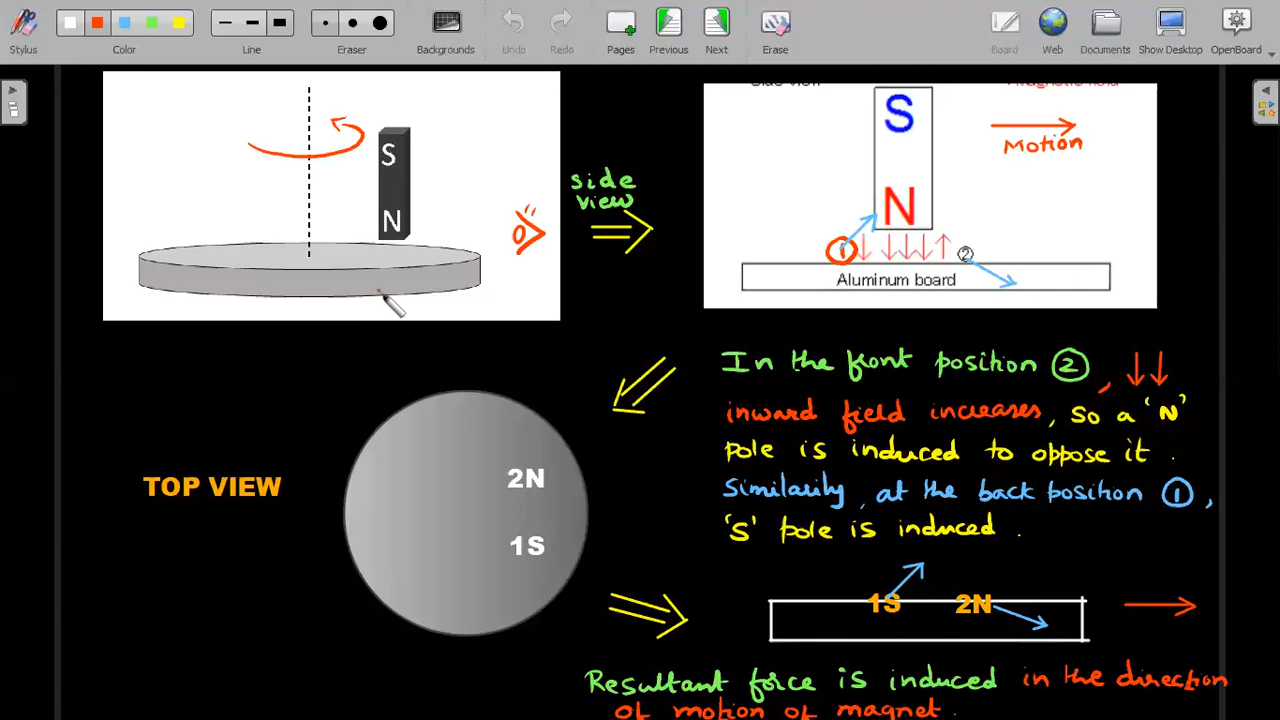 Stylus
Color
Line
Eraser
Backgrounds
Undo
Redo
Pages
Previous
Next
Erase
Board
Web
Documents
Show Desktop
OpenBoard
S
N
side
view
S
N
Motion
1
2
Aluminum board
In the front position 2,
inward field increases, so a 'N'
pole is induced to oppose it.
Similarity, at the back position 1,
'S' pole is induced.
TOP VIEW
2N
1S
1S 2N
Resultant force is induced in the direction
of motion of magnet.